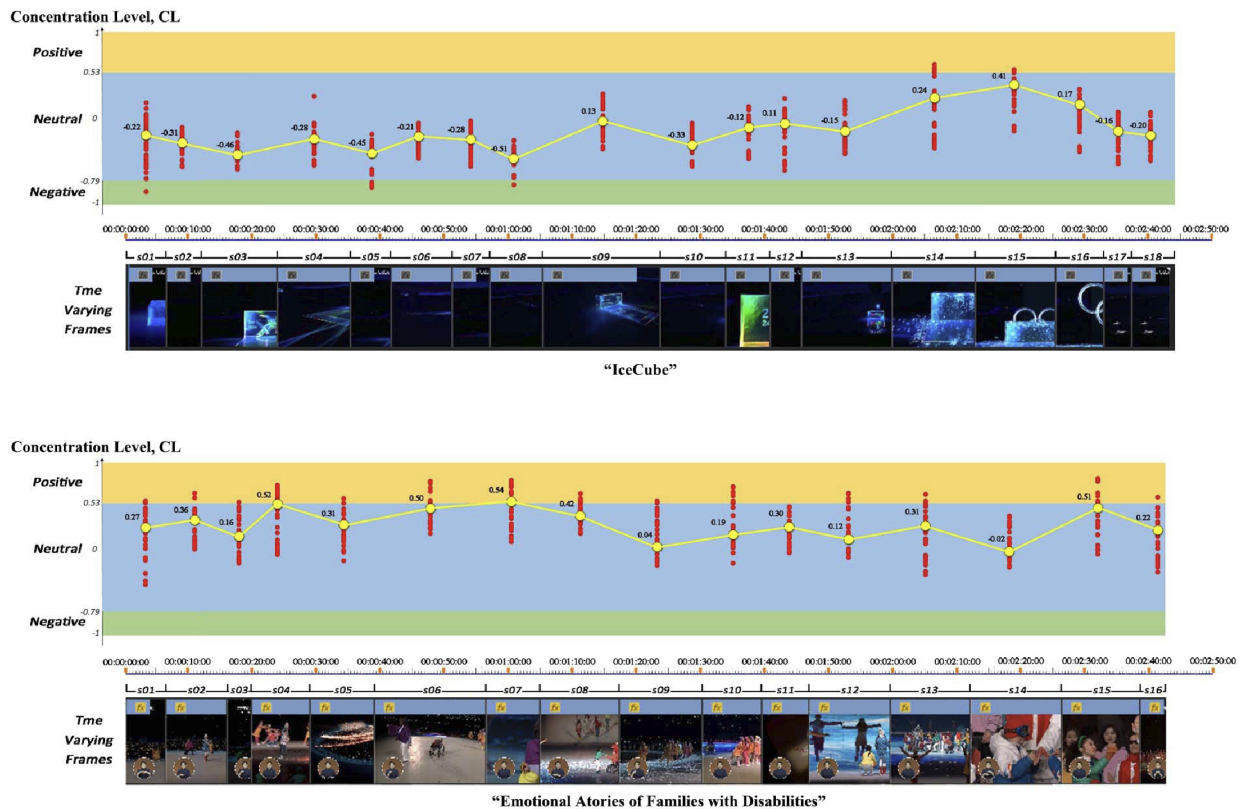 Concentration Level, CL
1
Positive
0.53
Neutral
0
-0.79
Negative
-1
-0.22
-0.31
-0.46
-0.28
-0.45
-0.21
-0.28
-0.51
0.13
-0.33
-0.12
0.11
-0.15
0.24
0.41
0.17
-0.16
-0.20
00:00:00:00 00:00:10:00 00:00:20:00 00:00:30:00 00:00:40:00 00:00:50:00 00:01:00:00 00:01:10:00 00:01:20:00 00:01:30:00 00:01:40:00 00:01:50:00 00:02:00:00 00:02:10:00 00:02:20:00 00:02:30:00 00:02:40:00 00:02:50:00
s01 s02 s03 s04 s05 s06 s07 s08 s09 s10 s11 s12 s13 s14 s15 s16 s17 s18
Tme
Varying
Frames
“IceCube”
Concentration Level, CL
1
Positive
0.53
Neutral
0
-0.79
Negative
-1
0.27
0.36
0.16
0.52
0.31
0.50
0.54
0.42
0.04
0.19
0.30
0.12
0.31
-0.02
0.51
0.22
00:00:00:00 00:00:10:00 00:00:20:00 00:00:30:00 00:00:40:00 00:00:50:00 00:01:00:00 00:01:10:00 00:01:20:00 00:01:30:00 00:01:40:00 00:01:50:00 00:02:00:00 00:02:10:00 00:02:20:00 00:02:30:00 00:02:40:00 00:02:50:00
s01 s02 s03 s04 s05 s06 s07 s08 s09 s10 s11 s12 s13 s14 s15 s16
Tme
Varying
Frames
fx fx fx fx fx fx fx fx fx fx fx fx fx fx fx
“Emotional Atories of Families with Disabilities”